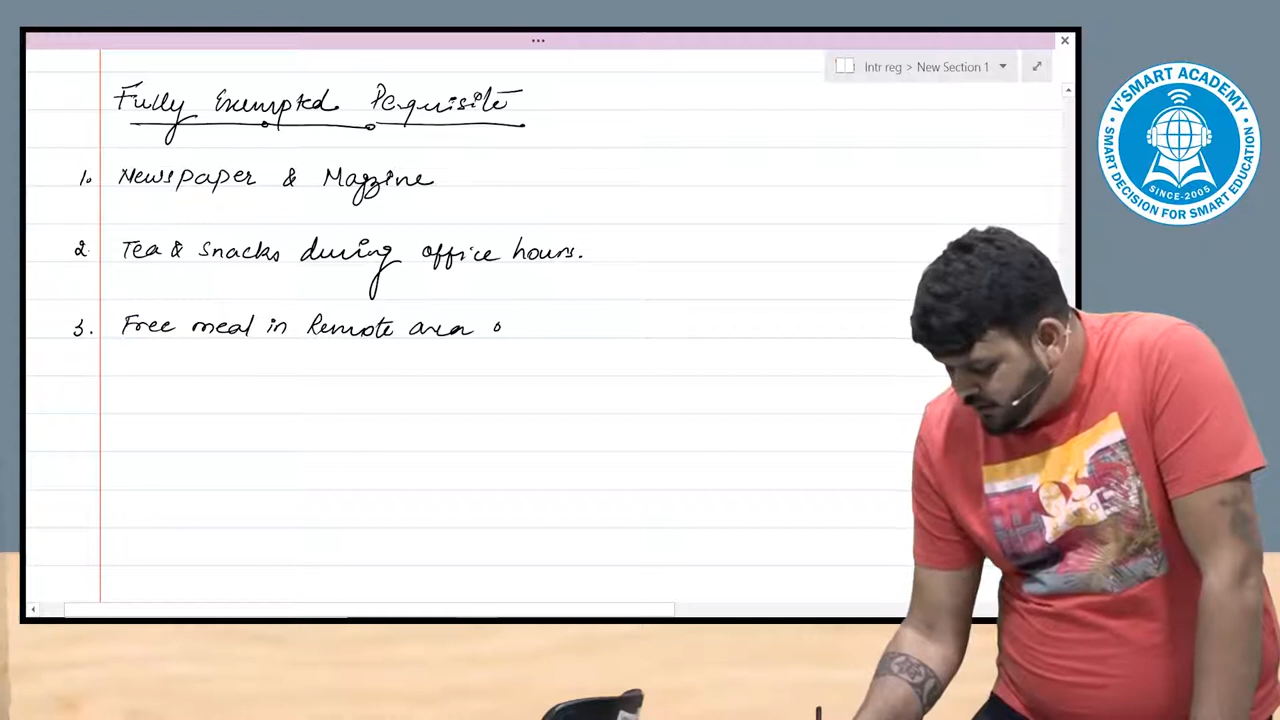 Intr reg > New Section 1
Fully Exempted Perquisite
1. Newspaper & Magzine
2. Tea & Snacks during office hours.
3. Free meal in Remote area o
V'SMART ACADEMY
SINCE-2005
SMART DECISION FOR SMART EDUCATION